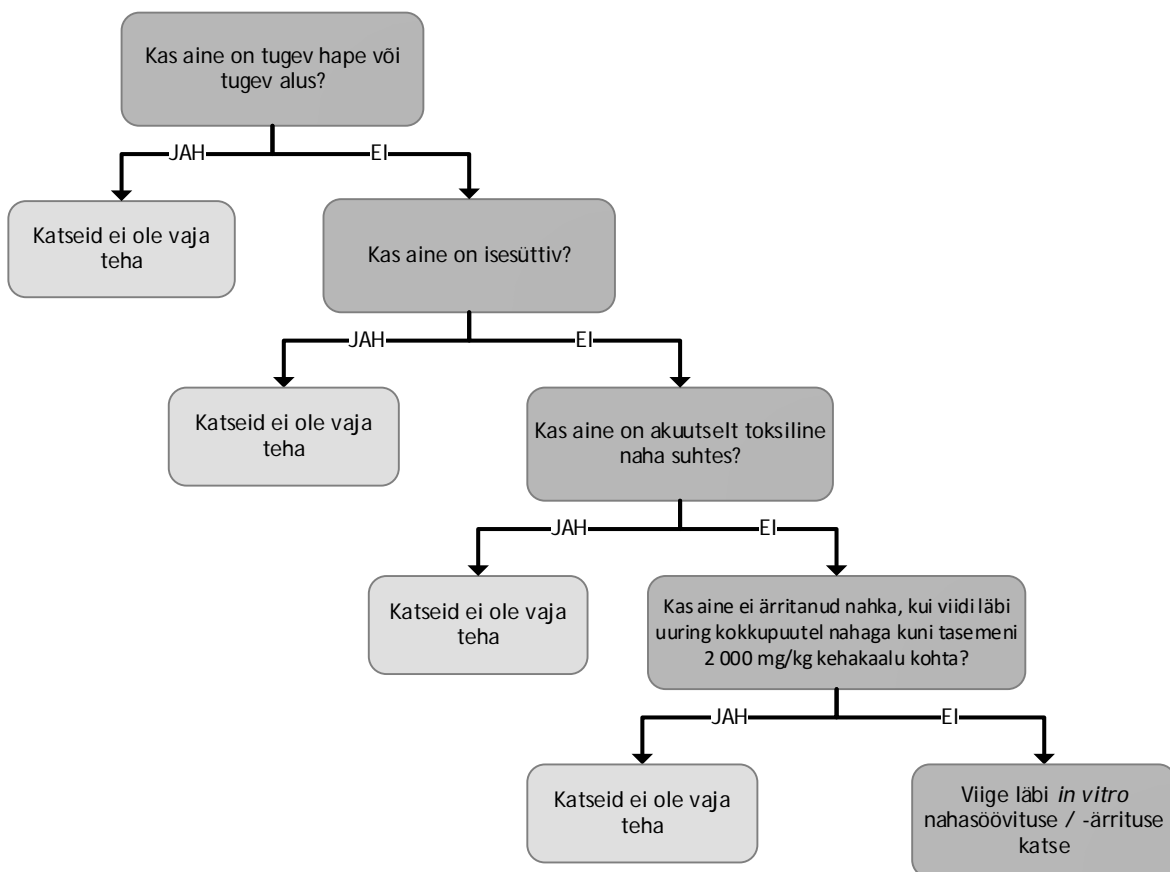 Kas aine on tugev hape või
tugev alus?
JAH
EI
Katseid ei ole vaja
teha
Kas aine on isesüttiv?
JAH
EI
Katseid ei ole vaja
teha
Kas aine on akuutselt toksiline
naha suhtes?
JAH
EI
Katseid ei ole vaja
teha
Kas aine ei ärritanud nahka, kui viidi läbi
uuring kokkupuutel nahaga kuni tasemeni
2 000 mg/kg kehakaalu kohta?
JAH
EI
Katseid ei ole vaja
teha
Viige läbi in vitro
nahasöövituse / -ärrituse
katse